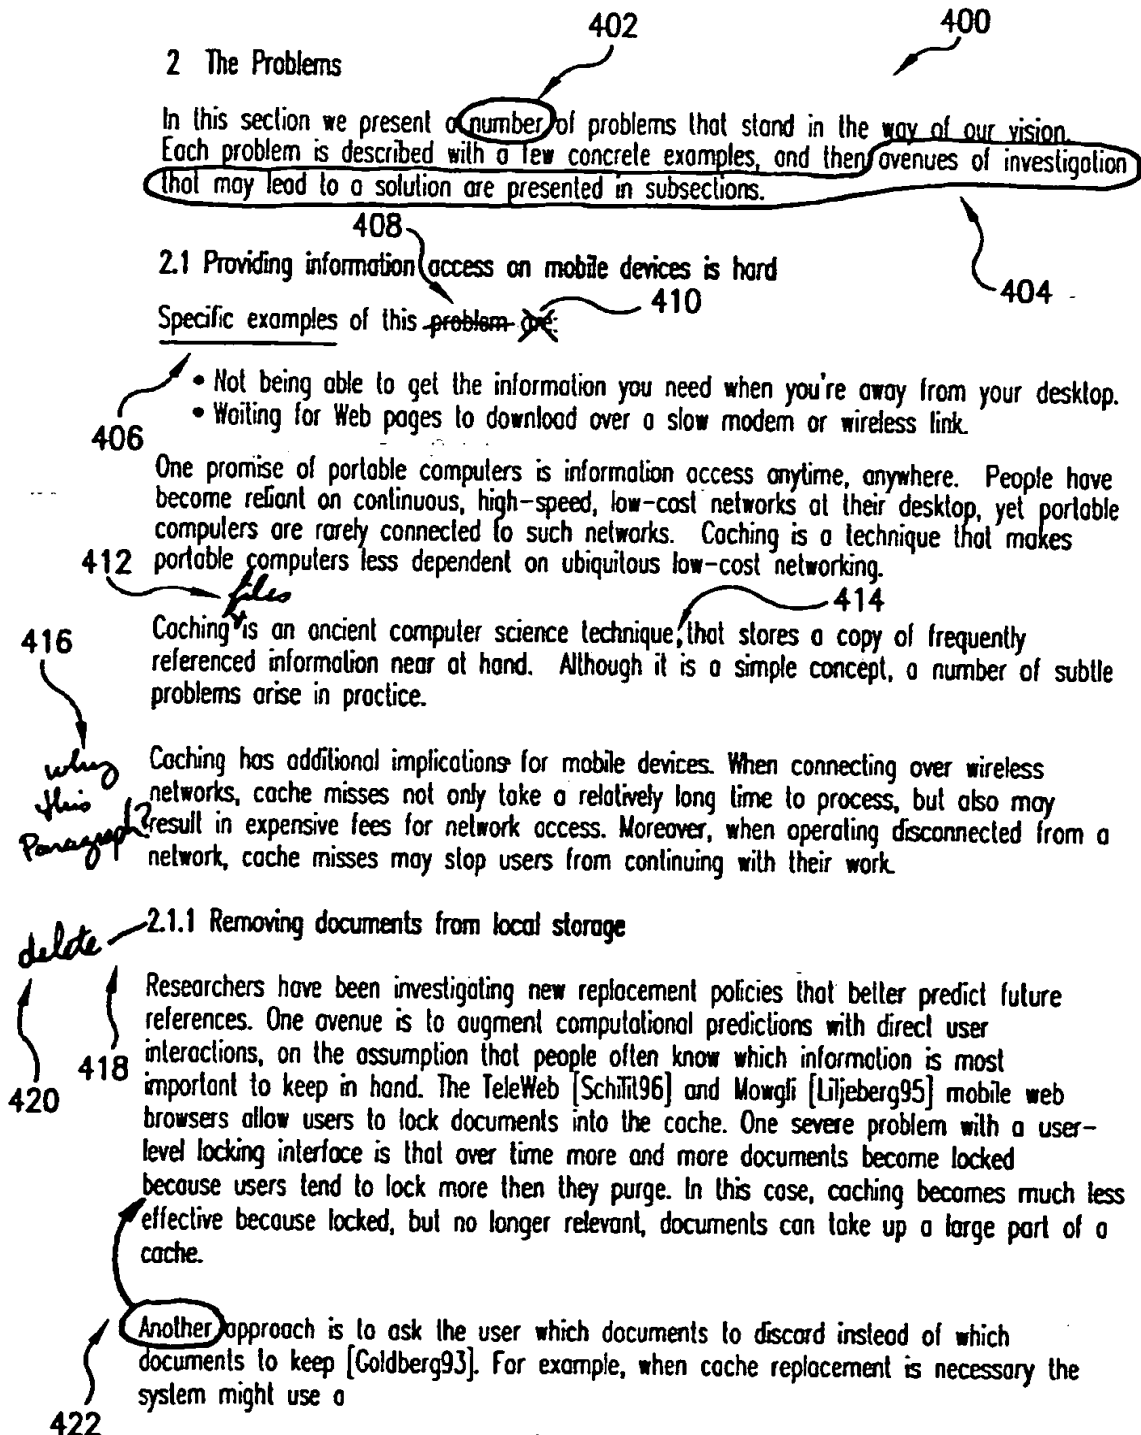 402
400
2 The Problems
In this section we present a number of problems that stand in the way of our vision.
Each problem is described with a few concrete examples, and then avenues of investigation
that may lead to a solution are presented in subsections.
408
404
2.1 Providing information access on mobile devices is hard
410
Specific examples of this problem are:
• Not being able to get the information you need when you're away from your desktop.
• Waiting for Web pages to download over a slow modem or wireless link.
406
One promise of portable computers is information access anytime, anywhere. People have
become reliant on continuous, high-speed, low-cost networks at their desktop, yet portable
computers are rarely connected to such networks. Caching is a technique that makes
412 portable computers less dependent on ubiquitous low-cost networking.
files
414
Caching is an ancient computer science technique, that stores a copy of frequently
416
referenced information near at hand. Although it is a simple concept, a number of subtle
problems arise in practice.
why
this
Paragraph?
Caching has additional implications for mobile devices. When connecting over wireless
networks, cache misses not only take a relatively long time to process, but also may
result in expensive fees for network access. Moreover, when operating disconnected from a
network, cache misses may stop users from continuing with their work.
delete
2.1.1 Removing documents from local storage
420
418
Researchers have been investigating new replacement policies that better predict future
references. One avenue is to augment computational predictions with direct user
interactions, on the assumption that people often know which information is most
important to keep in hand. The TeleWeb [Schilit96] and Mowgli [Liljeberg95] mobile web
browsers allow users to lock documents into the cache. One severe problem with a user-
level locking interface is that over time more and more documents become locked
because users tend to lock more then they purge. In this case, caching becomes much less
effective because locked, but no longer relevant, documents can take up a large part of a
cache.
Another approach is to ask the user which documents to discard instead of which
documents to keep [Goldberg93]. For example, when cache replacement is necessary the
system might use a
422